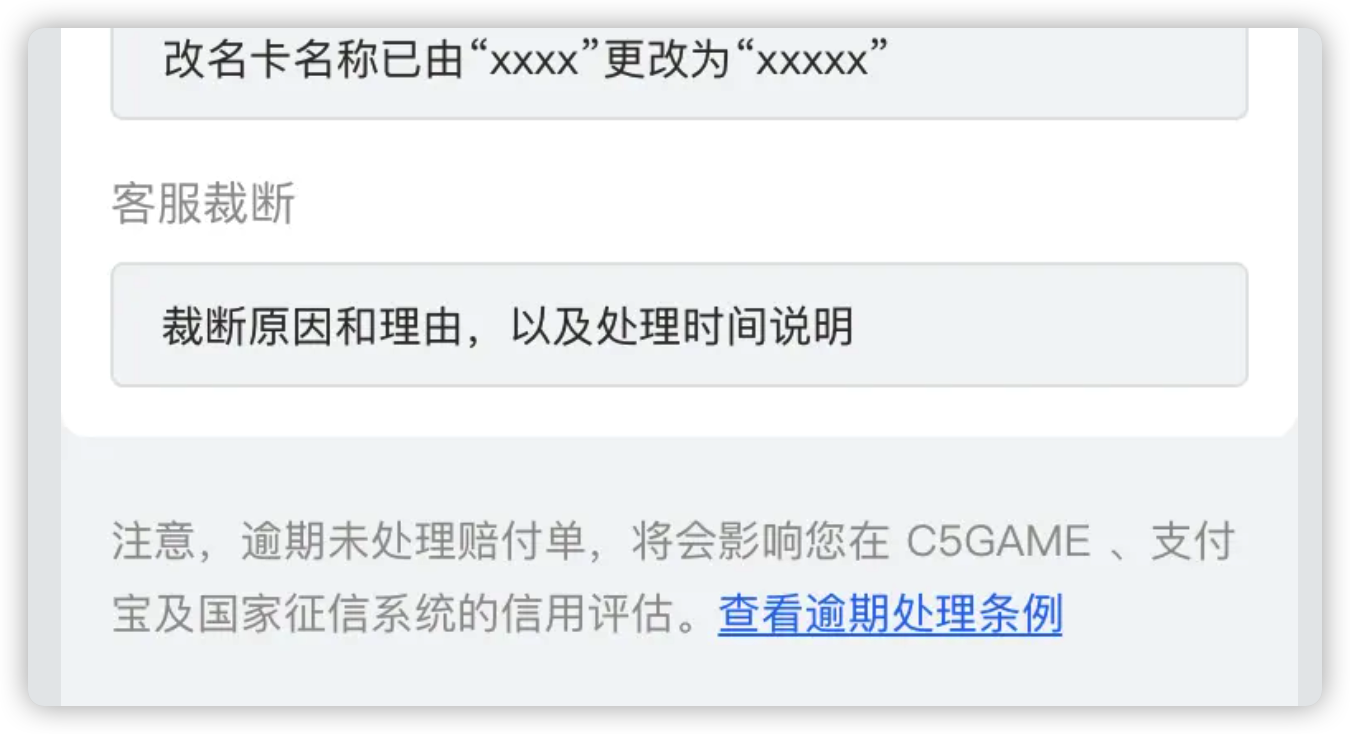 改名卡名称已由“xxxx”更改为“xxxxx”
客服裁断
裁断原因和理由，以及处理时间说明
注意，逾期未处理赔付单，将会影响您在 C5GAME 、支付
宝及国家征信系统的信用评估。查看逾期处理条例